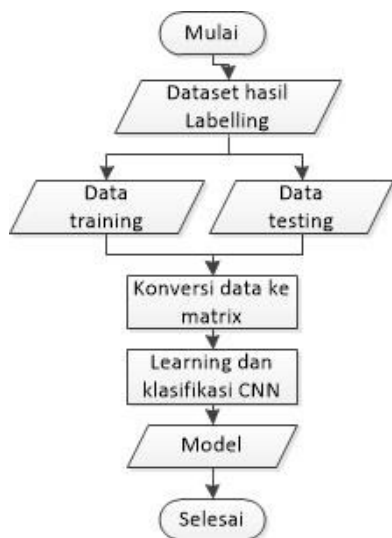 Mulai
Dataset hasil
Labelling
Data
training
Data
testing
Konversi data ke
matrix
Learning dan
klasifikasi CNN
Model
Selesai